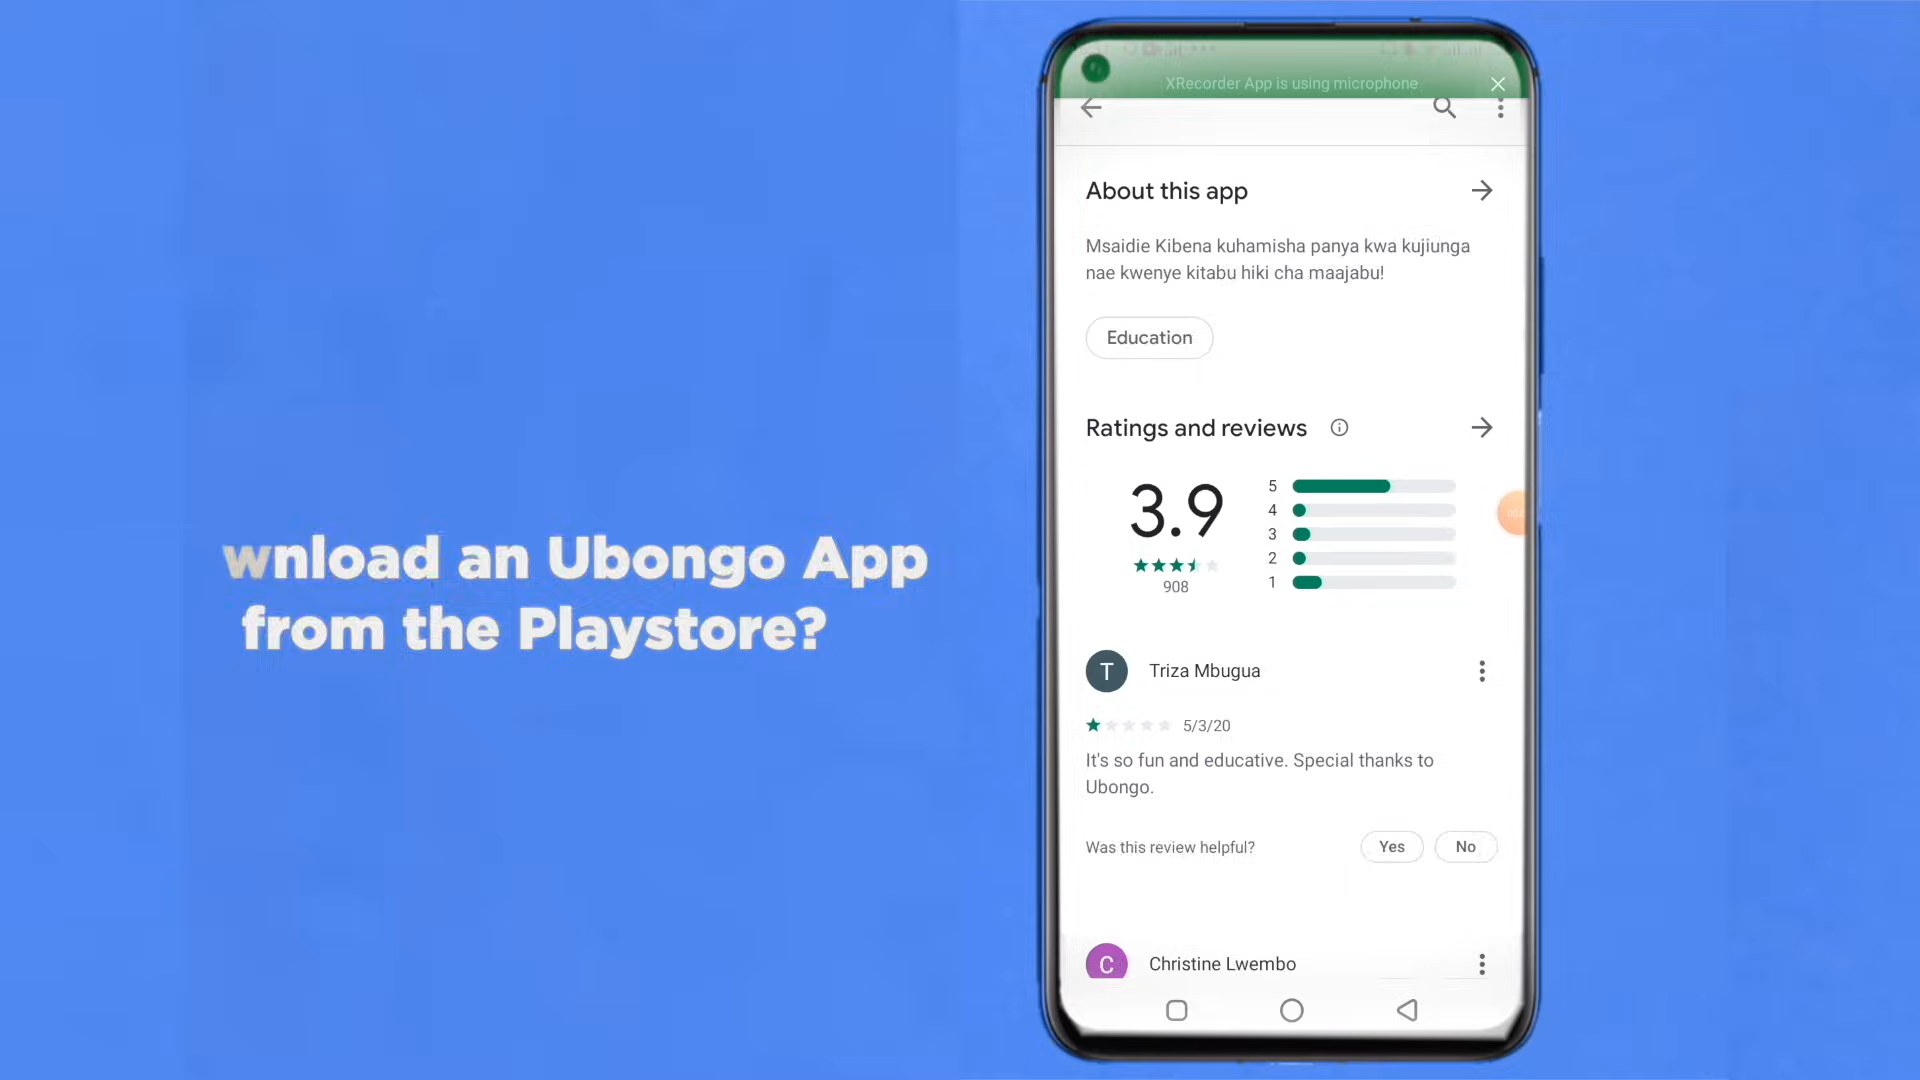 wnload an Ubongo App
from the Playstore?
XRecorder App is using microphone
About this app
Msaidie Kibena kuhamisha panya kwa kujiunga
nae kwenye kitabu hiki cha maajabu!
Education
Ratings and reviews
3.9
908
5
4
3
2
1
T
Triza Mbugua
5/3/20
It's so fun and educative. Special thanks to
Ubongo.
Was this review helpful?
Yes
No
C
Christine Lwembo